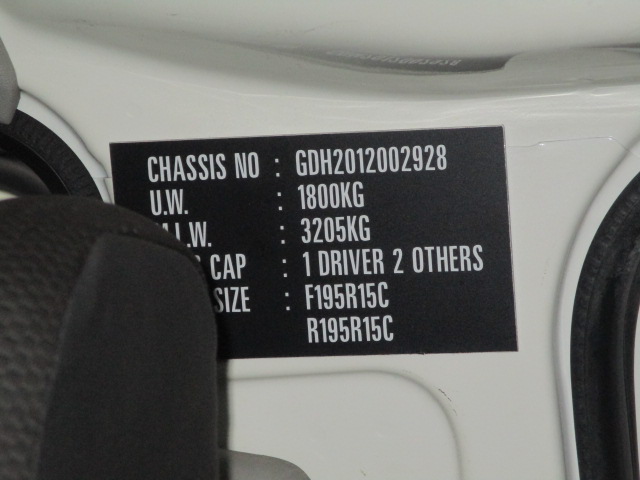 CHASSIS NO : GDH2012002928
U.W. : 1800KG
.L.W. : 3205KG
CAP : 1 DRIVER 2 OTHERS
SIZE : F195R15C
R195R15C